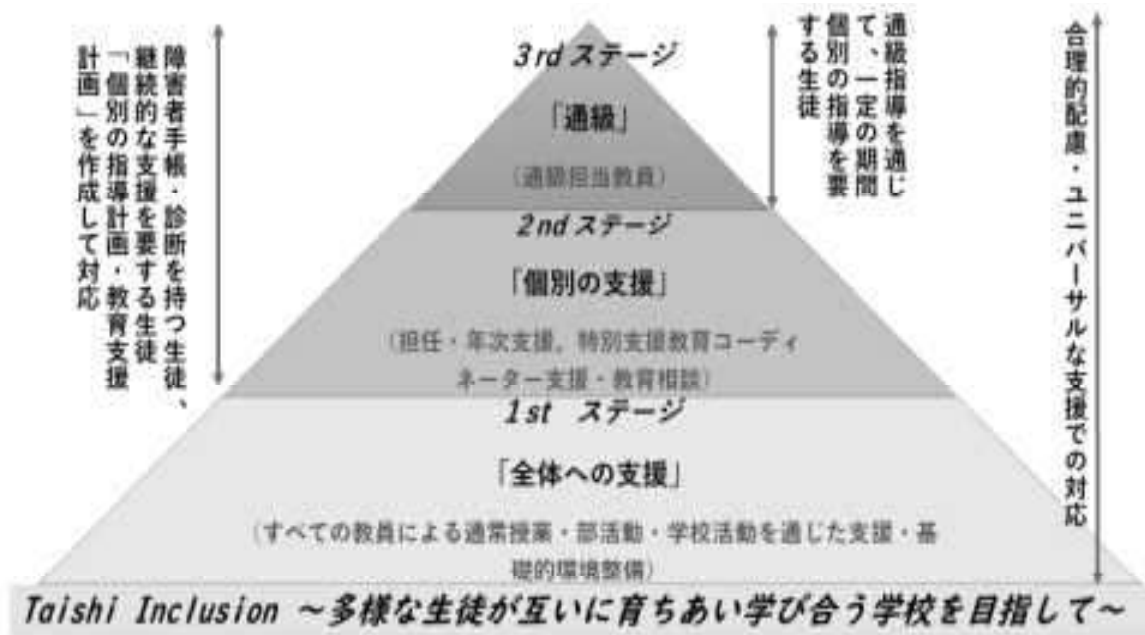 障害者手帳・診断を持つ生徒、
継続的な支援を要する生徒
「個別の指導計画・教育支援
計画」を作成して対応
3rd ステージ
「通級」
(通級担当教員)
通級指導を通じ
て、一定の期間
個別の指導を要
する生徒
合理的配慮・ユニバーサルな支援での対応
2nd ステージ
「個別の支援」
(担任・年次支援，特別支援教育コーディ
ネーター支援・教育相談)
1st ステージ
「全体への支援」
(すべての教員による通常授業・部活動・学校活動を通じた支援・基
礎的環境整備)
Taishi Inclusion ～多様な生徒が互いに育ちあい学び合う学校を目指して～